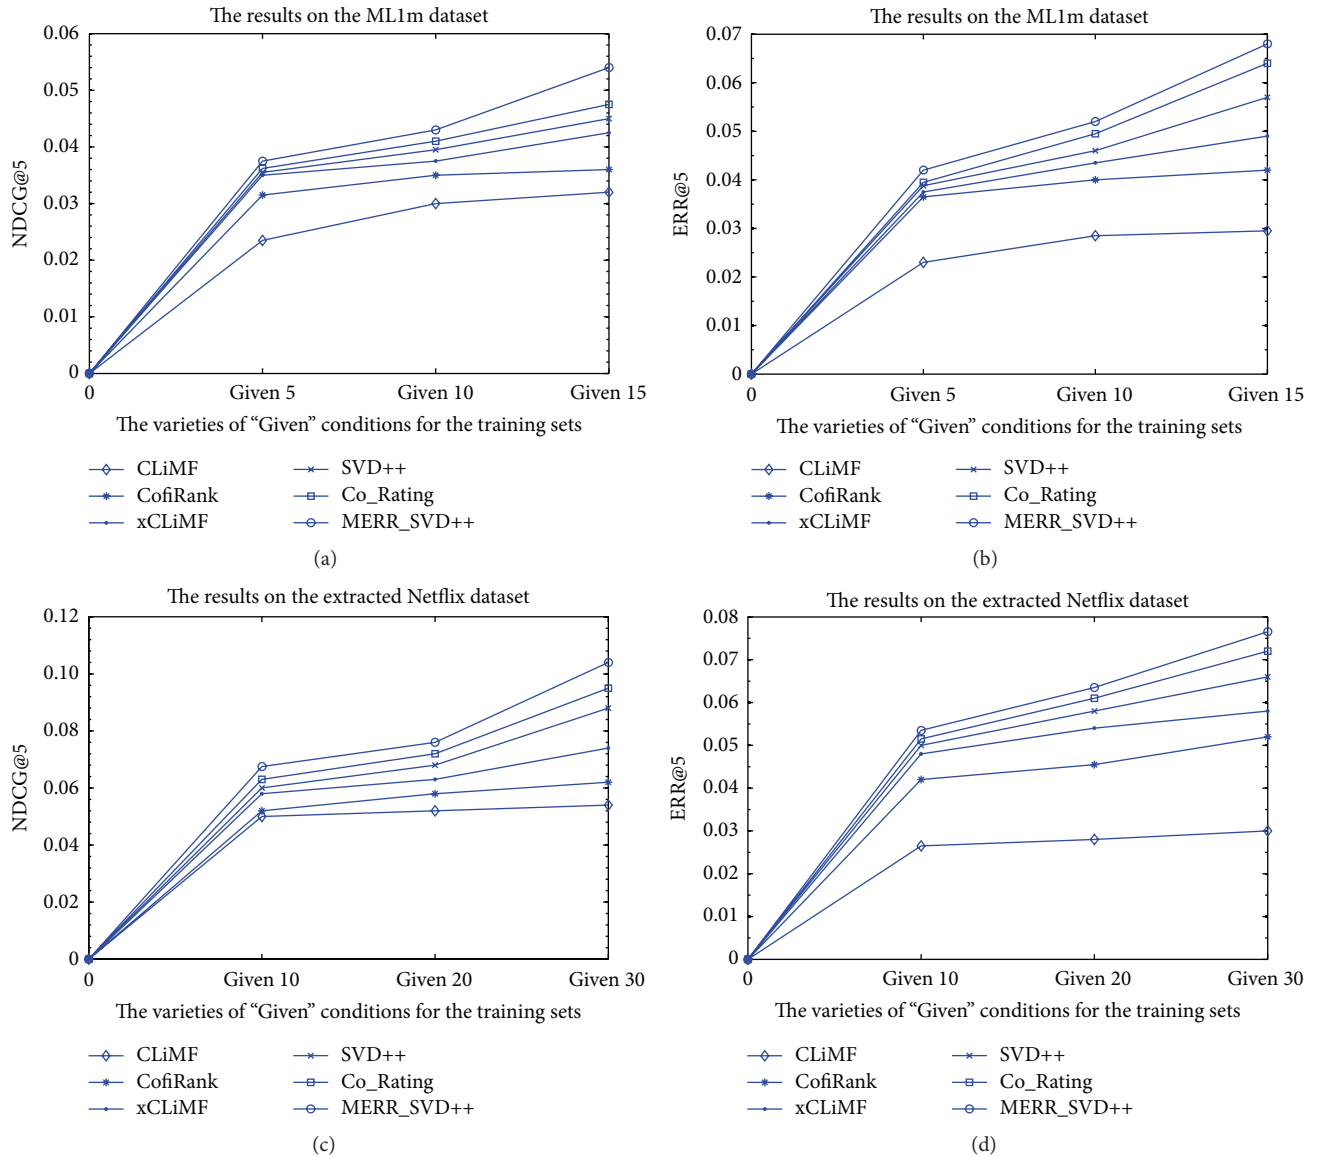 The results on the ML1m dataset
0.06
0.05
0.04
0.03
0.02
0.01
0
NDCG@5
0 Given 5 Given 10 Given 15
The varieties of “Given” conditions for the training sets
CLiMF SVD++
CofiRank Co_Rating
xCLiMF MERR_SVD++
(a)
The results on the ML1m dataset
0.07
0.06
0.05
0.04
0.03
0.02
0.01
0
ERR@5
0 Given 5 Given 10 Given 15
The varieties of “Given” conditions for the training sets
CLiMF SVD++
CofiRank Co_Rating
xCLiMF MERR_SVD++
(b)
The results on the extracted Netflix dataset
0.12
0.10
0.08
0.06
0.04
0.02
0
NDCG@5
0 Given 10 Given 20 Given 30
The varieties of “Given” conditions for the training sets
CLiMF SVD++
CofiRank Co_Rating
xCLiMF MERR_SVD++
(c)
The results on the extracted Netflix dataset
0.08
0.07
0.06
0.05
0.04
0.03
0.02
0.01
0
ERR@5
0 Given 10 Given 20 Given 30
The varieties of “Given” conditions for the training sets
CLiMF SVD++
CofiRank Co_Rating
xCLiMF MERR_SVD++
(d)